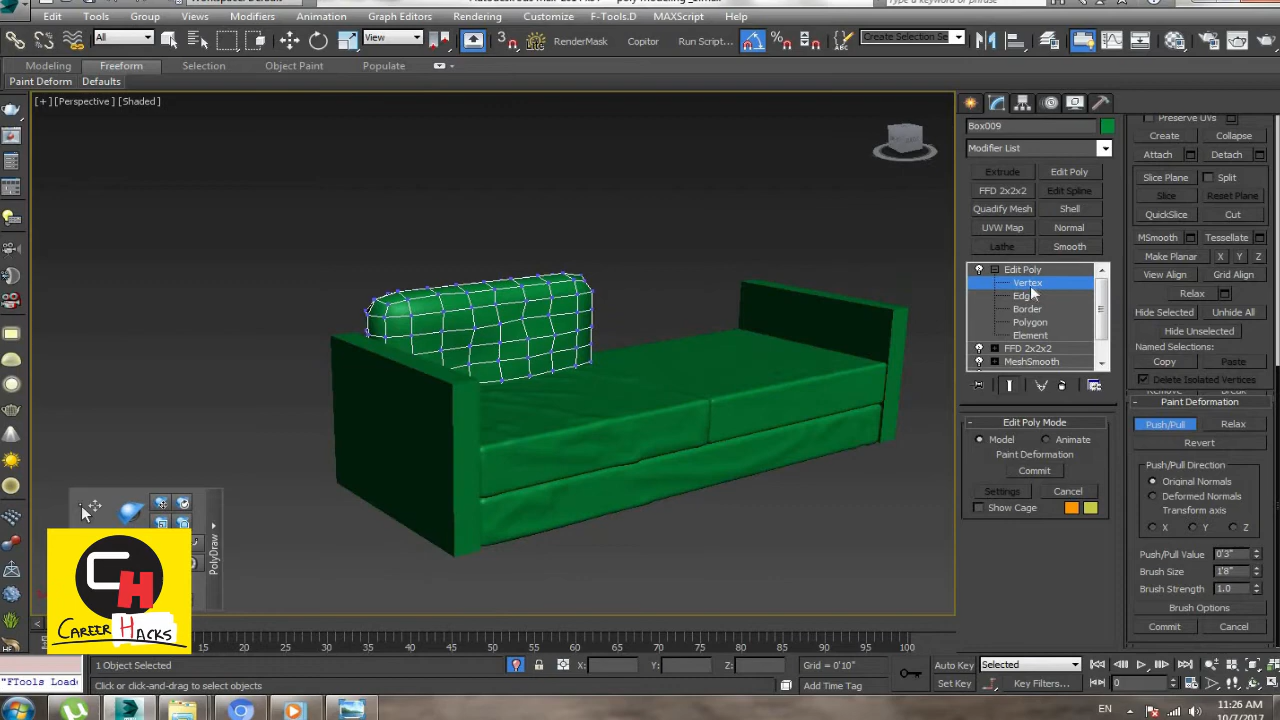 Edit Tools Group Views Modifiers Animation Graph Editors Rendering Customize F-Tools.D MAXScript Help
All View RenderMask Copitor Run Script... Create Selection Se
Modeling Freeform Selection Object Paint Populate
Paint Deform Defaults
[+] [Perspective] [Shaded]
Box009
Modifier List
Extrude Edit Poly
FFD 2x2x2 Edit Spline
Quadify Mesh Shell
UVW Map Normal
Lathe Smooth
Edit Poly
Vertex
Edge
Border
Polygon
Element
FFD 2x2x2
MeshSmooth
Edit Poly Mode
Model Animate
Paint Deformation
Commit
Settings Cancel
Show Cage
Preserve UVs
Create Collapse
Attach Detach
Slice Plane Split
Slice Reset Plane
QuickSlice Cut
MSmooth Tessellate
Make Planar X Y Z
View Align Grid Align
Relax
Hide Selected Unhide All
Hide Unselected
Named Selections:
Copy Paste
Delete Isolated Vertices
Paint Deformation
Push/Pull Relax
Revert
Push/Pull Direction
Original Normals
Deformed Normals
Transform axis
X Y Z
Push/Pull Value 0'3"
Brush Size 1'8"
Brush Strength 1.0
Brush Options
Commit Cancel
PolyDraw
CH
CAREER HACKS
15 20 25 30 35 40 45 50 55 60 65 70 75 80 85 90 95 100
1 Object Selected X: Y: Z: Grid = 0'10" Auto Key Selected
"FTools Loade Click or click-and-drag to select objects Add Time Tag Set Key Key Filters... 0
EN 11:26 AM
10/7/2017